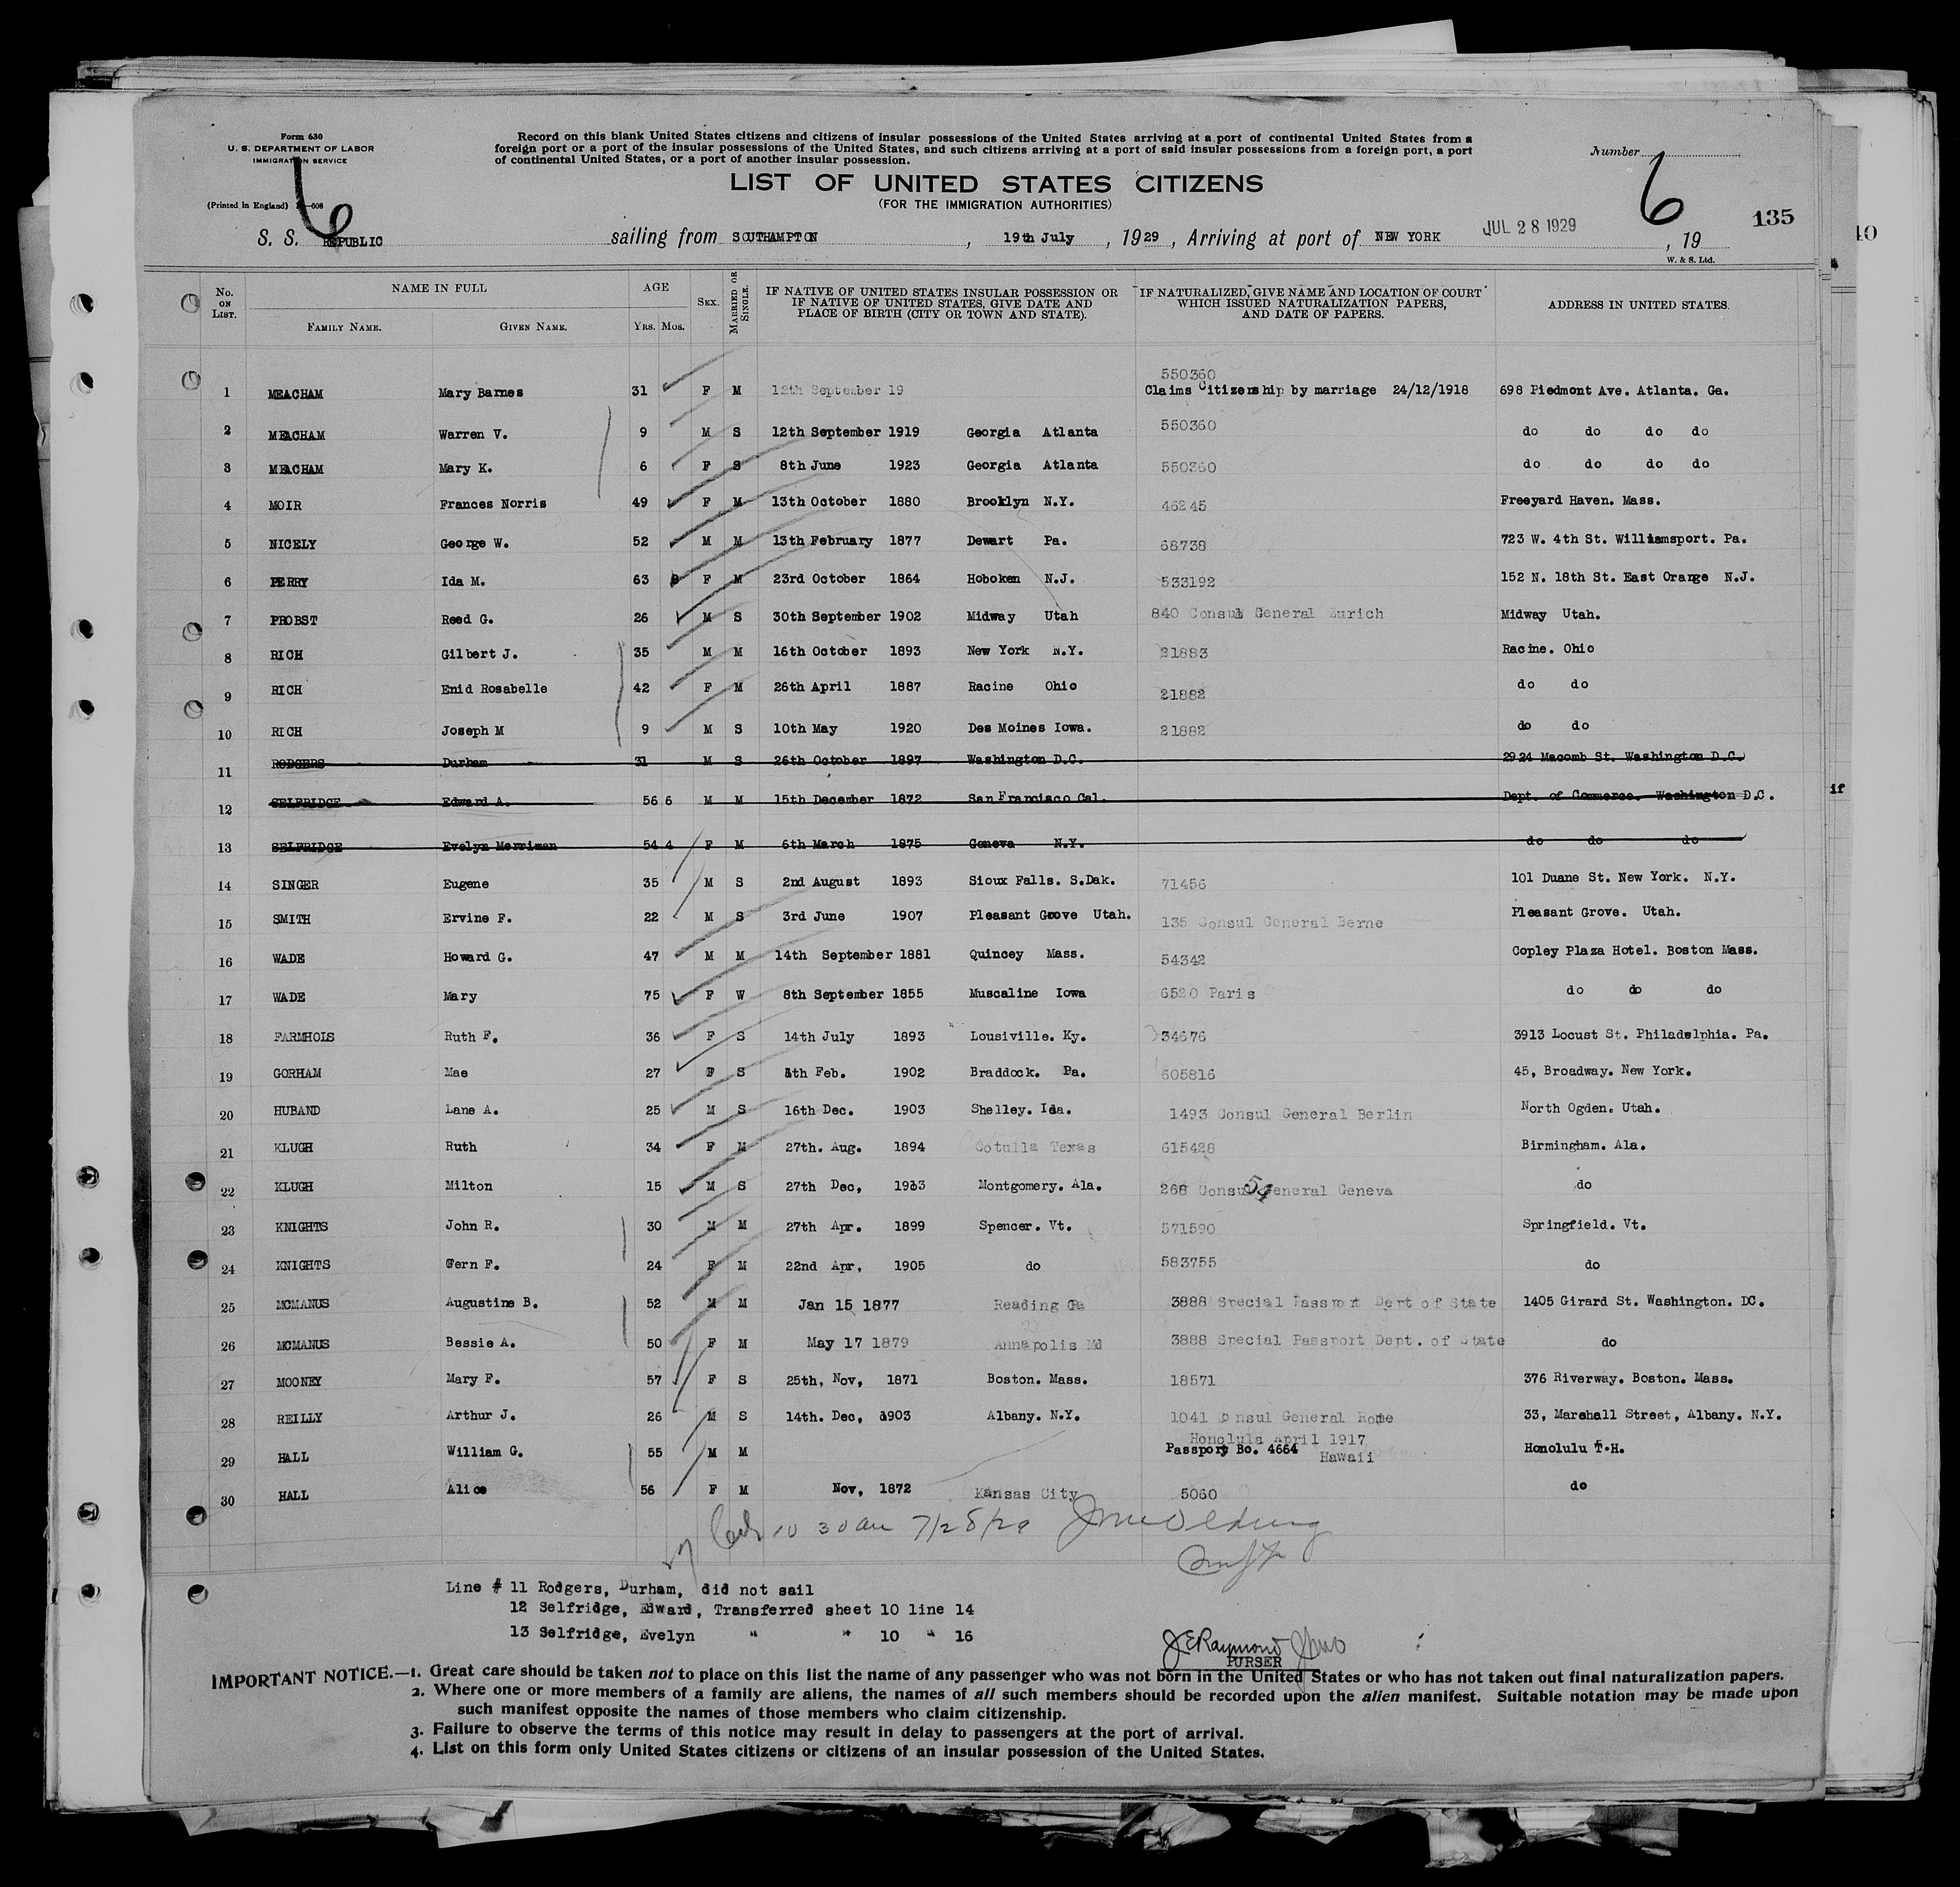 Form 630
U. S. DEPARTMENT OF LABOR
IMMIGRATION SERVICE
(Printed in England) —608
Record on this blank United States citizens and citizens of insular possessions of the United States arriving at a port of continental United States from a
foreign port or a port of the insular possessions of the United States, and such citizens arriving at a port of said insular possessions from a foreign port, a port
of continental United States, or a port of another insular possession.
Number 6
6
LIST OF UNITED STATES CITIZENS
(FOR THE IMMIGRATION AUTHORITIES)
135
S. S. REPUBLIC sailing from SOUTHAMPTON, 19th July, 1929, Arriving at port of NEW YORK JUL 28 1929, 19
W. & S. Ltd.
No. ON LIST. NAME IN FULL AGE SEX. MARRIED OR SINGLE. IF NATIVE OF UNITED STATES INSULAR POSSESSION OR IF NATIVE OF UNITED STATES, GIVE DATE AND PLACE OF BIRTH (CITY OR TOWN AND STATE). IF NATURALIZED, GIVE NAME AND LOCATION OF COURT WHICH ISSUED NATURALIZATION PAPERS, AND DATE OF PAPERS. ADDRESS IN UNITED STATES.
FAMILY NAME. GIVEN NAME. YRS. MOS.
550360
1 MEACHAM Mary Barnes 31 F M 12th September 19 Claims Citizenship by marriage 24/12/1918 698 Piedmont Ave. Atlanta. Ga.
2 MEACHAM Warren V. 9 M S 12th September 1919 Georgia Atlanta 550360 do do do do
3 MEACHAM Mary K. 6 F S 8th June 1923 Georgia Atlanta 550360 do do do do
4 MOIR Frances Norris 49 F M 13th October 1880 Brooklyn N.Y. 46245 Freeyard Haven. Mass.
5 NICELY George W. 52 M M 13th February 1877 Dewart Pa. 68738 723 W. 4th St. Williamsport. Pa.
6 PERRY Ida M. 63 F M 23rd October 1864 Hoboken N.J. 533192 152 N. 18th St. East Orange N.J.
7 PROBST Reed G. 26 M S 30th September 1902 Midway Utah 840 Consul General Zurich Midway Utah.
8 RICH Gilbert J. 35 M M 16th October 1893 New York N.Y. 21883 Racine. Ohio
9 RICH Enid Rosabelle 42 F M 26th April 1887 Racine Ohio 21882 do do
10 RICH Joseph M 9 M S 10th May 1920 Des Moines Iowa. 21882 do do
11 RODGERS Durham 31 M S 26th October 1897 Washington D.C. 2924 Macomb St. Washington D.C.
12 SELFRIDGE Edward A. 56 6 M M 15th December 1872 San Francisco Cal. Dept. of Commerce. Washington D.C.
13 SELFRIDGE Evelyn Merriman 54 4 F M 6th March 1875 Geneva N.Y. do do do
14 SINGER Eugene 35 M S 2nd August 1893 Sioux Falls. S.Dak. 71456 101 Duane St. New York. N.Y.
15 SMITH Ervine F. 22 M S 3rd June 1907 Pleasant Grove Utah. 135 Consul General Berne Pleasant Grove. Utah.
16 WADE Howard G. 47 M M 14th September 1881 Quincey Mass. 54342 Copley Plaza Hotel. Boston Mass.
17 WADE Mary 75 F W 8th September 1855 Muscaline Iowa 6520 Paris do do do
18 FARMHOLS Ruth F. 36 F S 14th July 1893 Lousiville. Ky. 34676 3913 Locust St. Philadelphia. Pa.
19 GORHAM Mae 27 F S th Feb. 1902 Braddock. Pa. 605816 45, Broadway. New York.
20 HUBAND Lane A. 25 M S 16th Dec. 1903 Shelley. Ida. 1493 Consul General Berlin North Ogden. Utah.
21 KLUGH Ruth 34 F M 27th. Aug. 1894 Cotulla Texas 615428 Birmingham. Ala.
22 KLUGH Milton 15 M S 27th Dec, 1913 Montgomery. Ala. 268 Consul General Geneva do
54
23 KNIGHTS John R. 30 M M 27th Apr. 1899 Spencer. Vt. 571590 Springfield. Vt.
24 KNIGHTS Fern F. 24 F M 22nd Apr, 1905 do 583755 do
25 MCMANUS Augustine B. 52 M M Jan 15 1877 Reading Pa 3888 Special Passport Dept of State 1405 Girard St. Washington. DC.
26 MCMANUS Bessie A. 50 F M May 17 1879 Annapolis Md 3888 Special Passport Dept. of State do
27 MOONEY Mary F. 57 F S 25th, Nov, 1871 Boston. Mass. 18571 376 Riverway. Boston. Mass.
28 REILLY Arthur J. 26 M S 14th. Dec, 1903 Albany. N.Y. 1041 Consul General Rome 33, Marshall Street, Albany. N.Y.
Honolulu April 1917
29 HALL William G. 55 M M Passport Bo. 4664 Hawaii Honolulu T.H.
30 HALL Alice 56 F M Nov, 1872 Kansas City 5060 do
10 30 am 7/28/29
Line # 11 Rodgers, Durham, did not sail
12 Selfridge, Edward, Transferred sheet 10 line 14
13 Selfridge, Evelyn " " 10 " 16
J E Raymond
PURSER
IMPORTANT NOTICE.—1. Great care should be taken not to place on this list the name of any passenger who was not born in the United States or who has not taken out final naturalization papers.
2. Where one or more members of a family are aliens, the names of all such members should be recorded upon the alien manifest. Suitable notation may be made upon
such manifest opposite the names of those members who claim citizenship.
3. Failure to observe the terms of this notice may result in delay to passengers at the port of arrival.
4. List on this form only United States citizens or citizens of an insular possession of the United States.
40
if